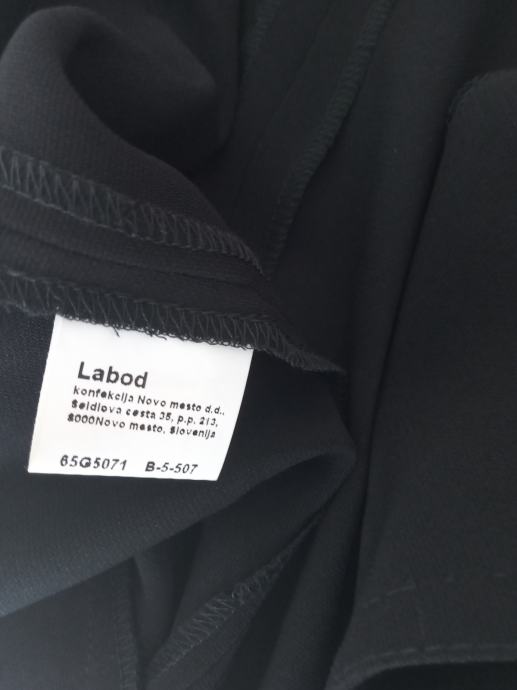 Labod
konfekcija Novo mesto d.d.,
Seidlova cesta 35, p.p. 213,
8000Novo mesto, Slovenija
65G5071 B-5-507